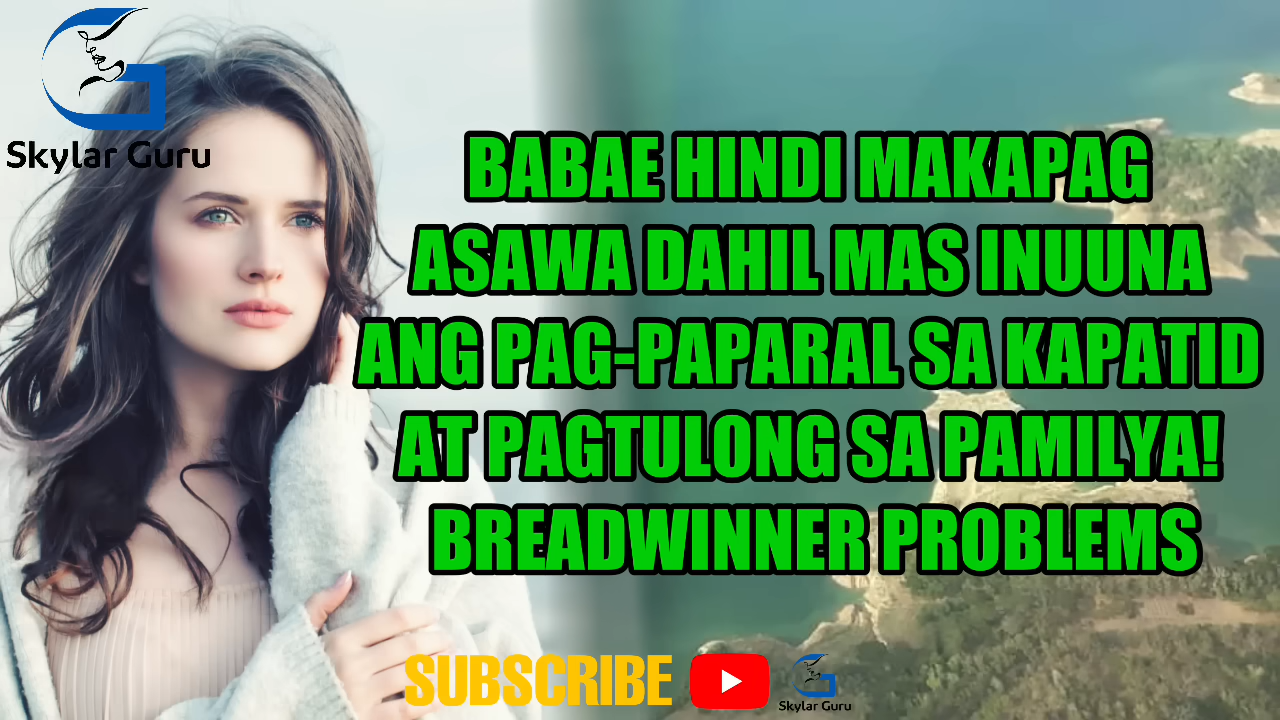 Skylar Guru
BABAE HINDI MAKAPAG
ASAWA DAHIL MAS INUUNA
ANG PAG-PAPARAL SA KAPATID
AT PAGTULONG SA PAMILYA!
BREADWINNER PROBLEMS
SUBSCRIBE
Skylar Guru